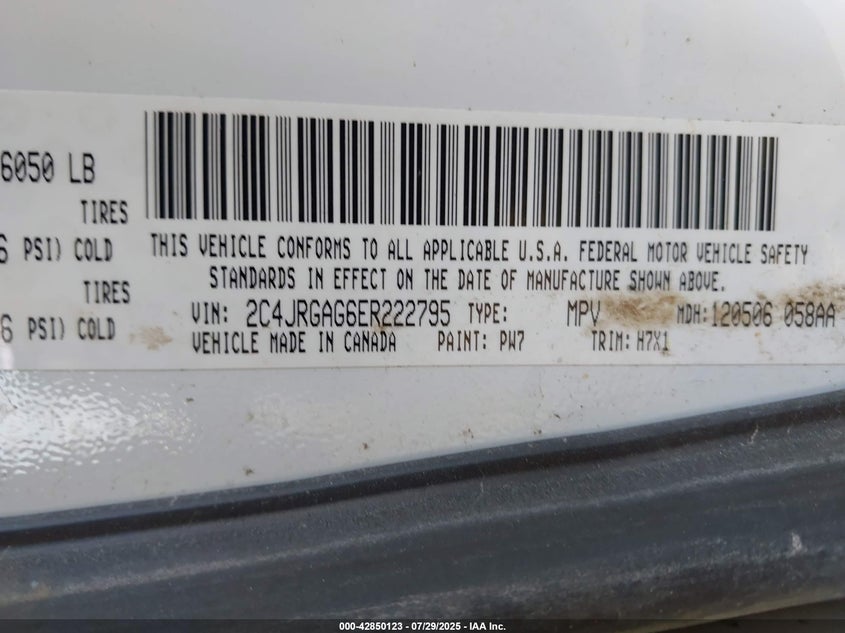 6050 LB
TIRES
6 PSI) COLD
TIRES
6 PSI) COLD
THIS VEHICLE CONFORMS TO ALL APPLICABLE U.S.A. FEDERAL MOTOR VEHICLE SAFETY
STANDARDS IN EFFECT ON THE DATE OF MANUFACTURE SHOWN ABOVE.
VIN: 2C4JRGAG6ER222795 TYPE: MPV MDH:120506 058AA
VEHICLE MADE IN CANADA PAINT: PW7 TRIM: H7X1
000-42850123 - 07/29/2025 - IAA Inc.